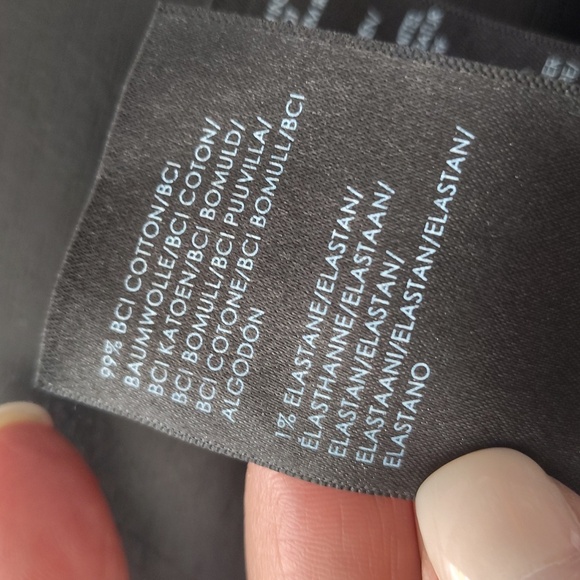 99% BCI COTTON/BCI
BAUMWOLLE/BCI COTON/
BCI KATOEN/BCI BOMULD/
BCI BOMULL/BCI PUUVILLA/
BCI COTONE/BCI BOMULL/BCI
ALGODÓN
1% ELASTANE/ELASTAN/
ÉLASTHANNE/ELASTAAN/
ELASTAN/ELASTAN/
ELASTAANI/ELASTAN/ELASTAN/
ELASTANO